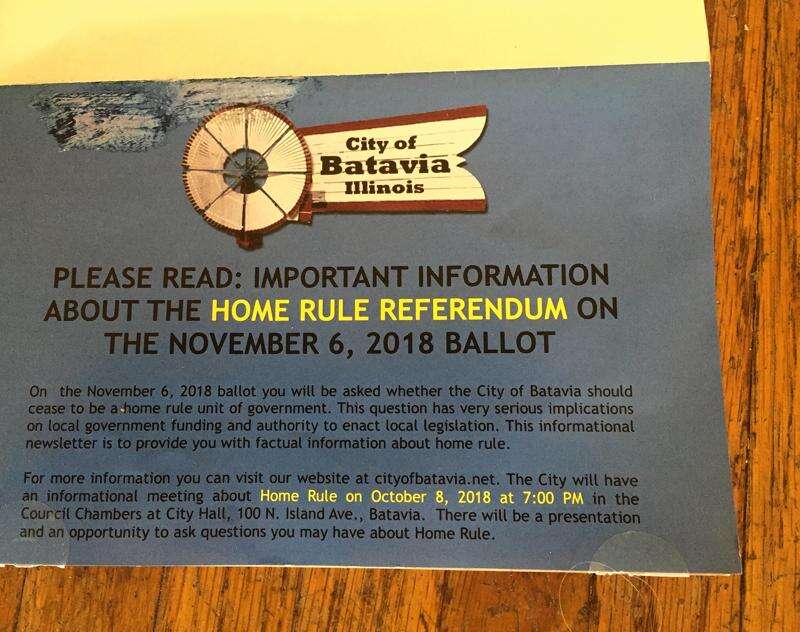 City of
Batavia
Illinois
PLEASE READ: IMPORTANT INFORMATION
ABOUT THE HOME RULE REFERENDUM ON
THE NOVEMBER 6, 2018 BALLOT
On the November 6, 2018 ballot you will be asked whether the City of Batavia should
cease to be a home rule unit of government. This question has very serious implications
on local government funding and authority to enact local legislation. This informational
newsletter is to provide you with factual information about home rule.
For more information you can visit our website at cityofbatavia.net. The City will have
an informational meeting about Home Rule on October 8, 2018 at 7:00 PM in the
Council Chambers at City Hall, 100 N. Island Ave., Batavia. There will be a presentation
and an opportunity to ask questions you may have about Home Rule.